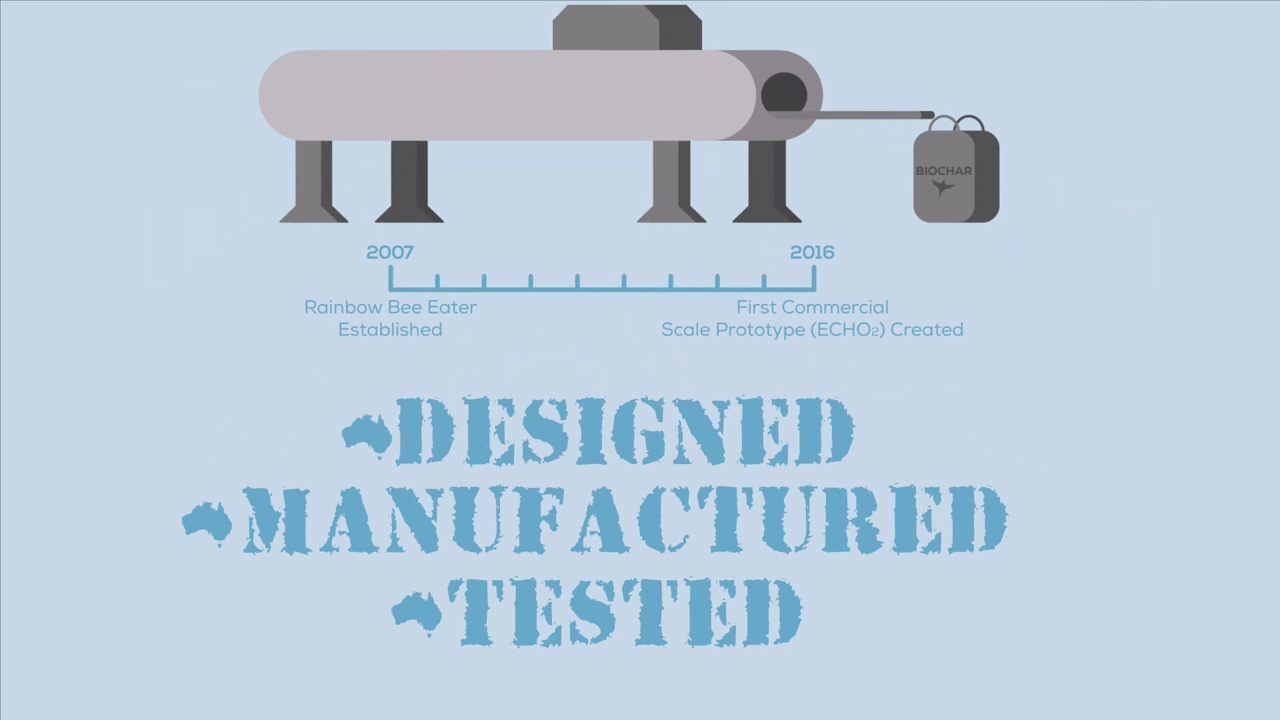 BIOCHAR
2007
2016
Rainbow Bee Eater
Established
First Commercial
Scale Prototype (ECHO₂) Created
DESIGNED
MANUFACTURED
TESTED